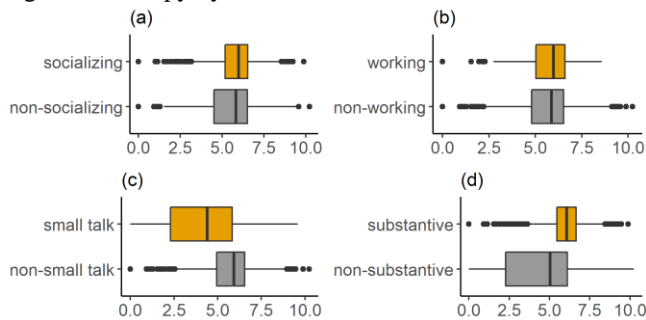 (a)
socializing
non-socializing
0.0 2.5 5.0 7.5 10.0
(b)
working
non-working
0.0 2.5 5.0 7.5 10.0
(c)
small talk
non-small talk
0.0 2.5 5.0 7.5 10.0
(d)
substantive
non-substantive
0.0 2.5 5.0 7.5 10.0